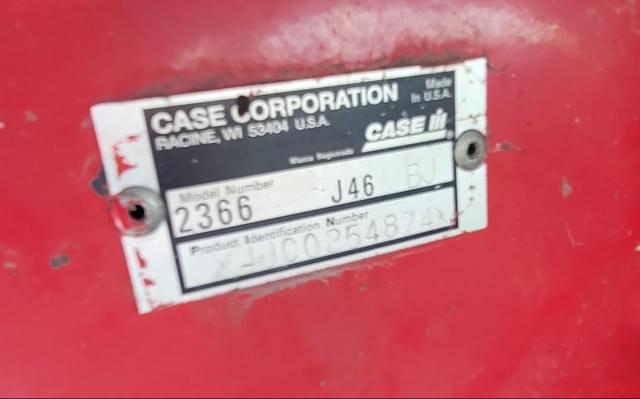 CASE CORPORATION
Made
In U.S.A.
RACINE, WI 53404 U.S.A.
CASE IH®
Marca Registrada
Model Number
2366 J46 BJ
Product Identification Number